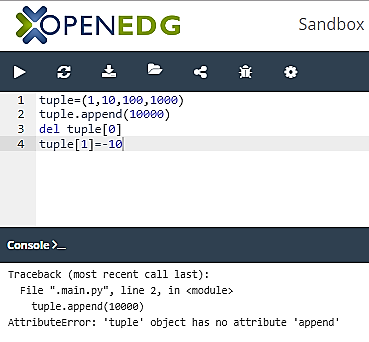 OPENEDG
Sandbox
1 tuple=(1,10,100,1000)
2 tuple.append(10000)
3 del tuple[0]
4 tuple[1]=-10
Console >_
Traceback (most recent call last):
  File ".main.py", line 2, in <module>
    tuple.append(10000)
AttributeError: 'tuple' object has no attribute 'append'